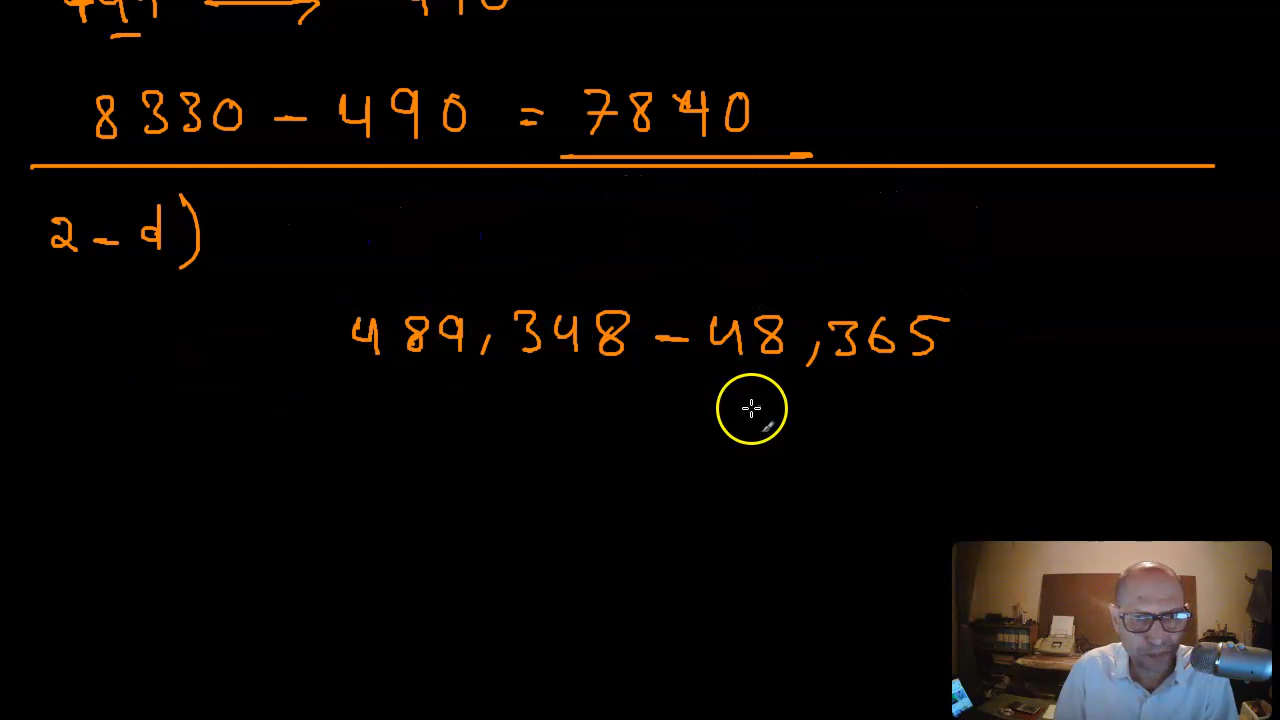 8330 - 490 = 7840
2 - d)
489,348 - 48,365